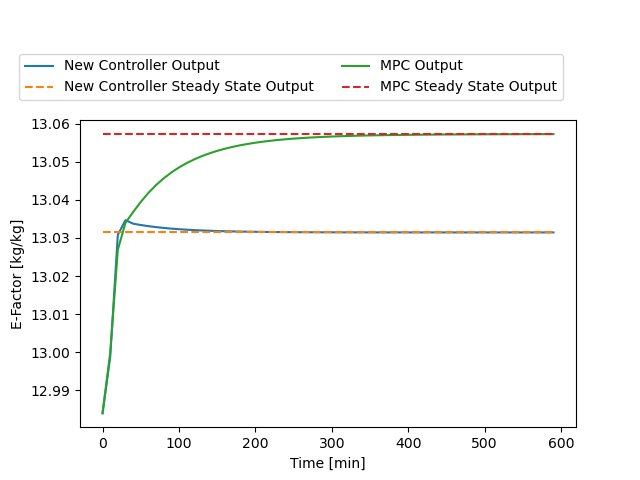 New Controller Output
MPC Output
New Controller Steady State Output
MPC Steady State Output
13.06
13.05
13.04
13.03
13.02
13.01
13.00
12.99
E-Factor [kg/kg]
0 100 200 300 400 500 600
Time [min]